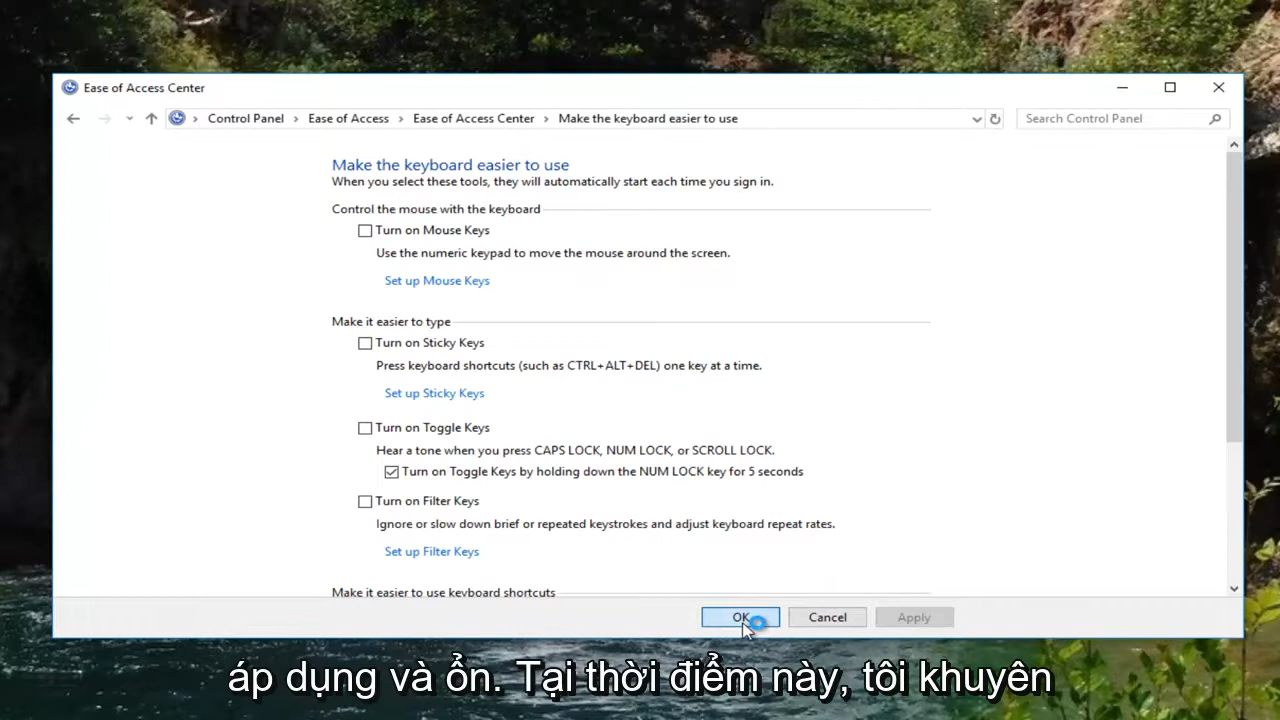 Ease of Access Center
Control Panel > Ease of Access > Ease of Access Center > Make the keyboard easier to use
Search Control Panel
Make the keyboard easier to use
When you select these tools, they will automatically start each time you sign in.
Control the mouse with the keyboard
Turn on Mouse Keys
Use the numeric keypad to move the mouse around the screen.
Set up Mouse Keys
Make it easier to type
Turn on Sticky Keys
Press keyboard shortcuts (such as CTRL+ALT+DEL) one key at a time.
Set up Sticky Keys
Turn on Toggle Keys
Hear a tone when you press CAPS LOCK, NUM LOCK, or SCROLL LOCK.
Turn on Toggle Keys by holding down the NUM LOCK key for 5 seconds
Turn on Filter Keys
Ignore or slow down brief or repeated keystrokes and adjust keyboard repeat rates.
Set up Filter Keys
Make it easier to use keyboard shortcuts
OK Cancel Apply
áp dụng và ổn. Tại thời điểm này, tôi khuyên